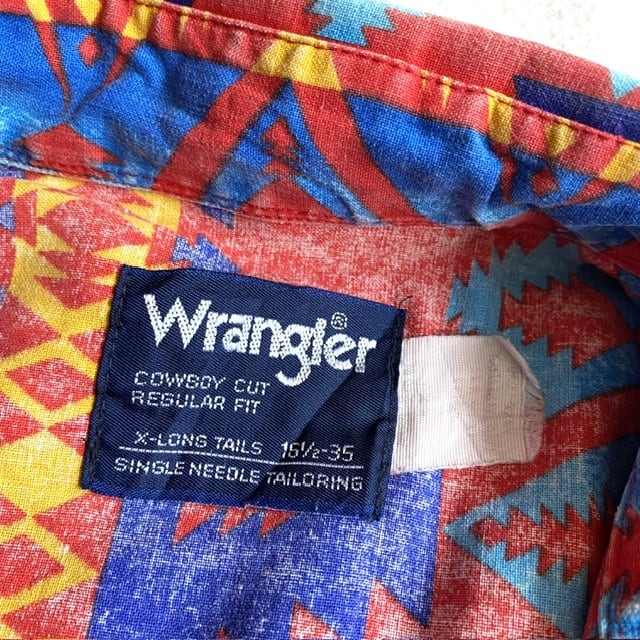 Wrangler®
COWBOY CUT
REGULAR FIT
X-LONG TAILS 16½-35
SINGLE NEEDLE TAILORING